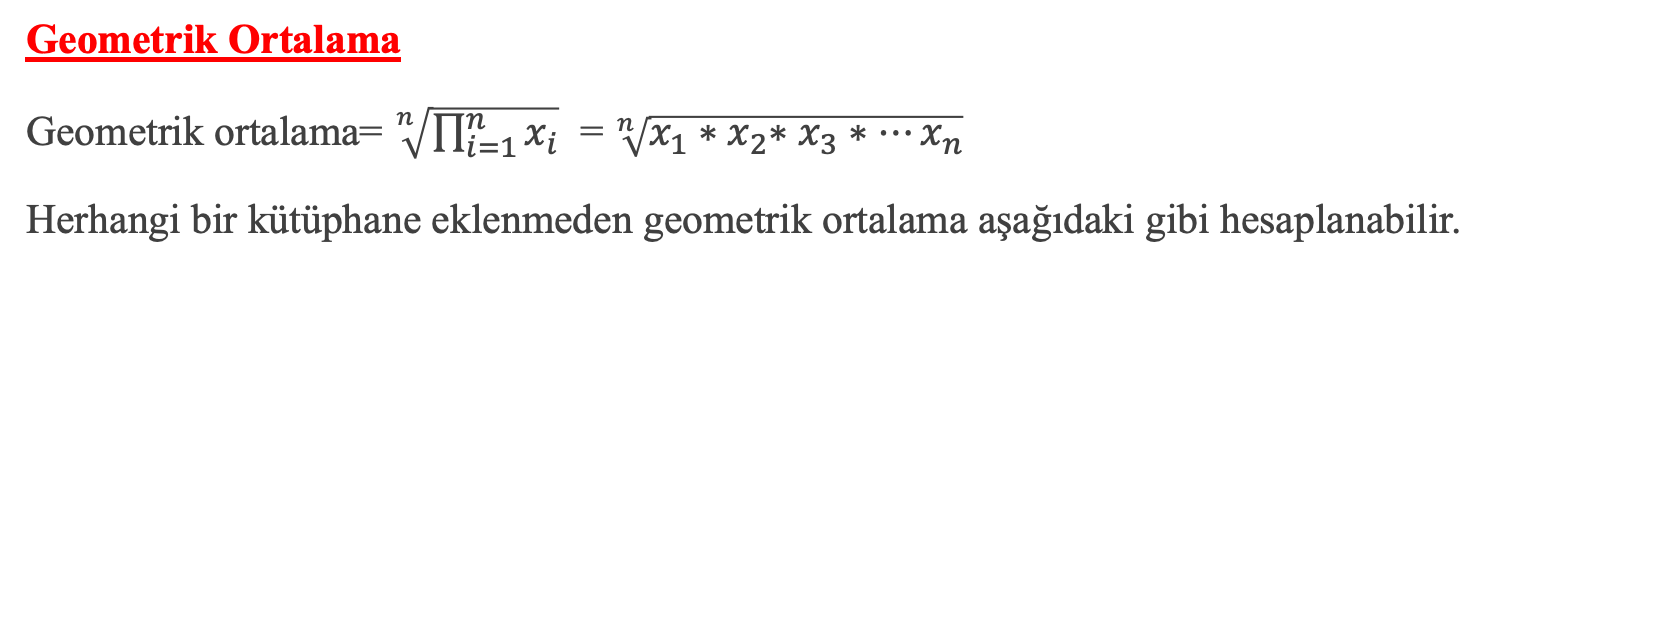 Geometrik Ortalama
Geometrik ortalama= ⁿ√(∏ⁿᵢ₌₁ xᵢ) = ⁿ√(x₁ * x₂* x₃ * ⋯ xₙ)
Herhangi bir kütüphane eklenmeden geometrik ortalama aşağıdaki gibi hesaplanabilir.